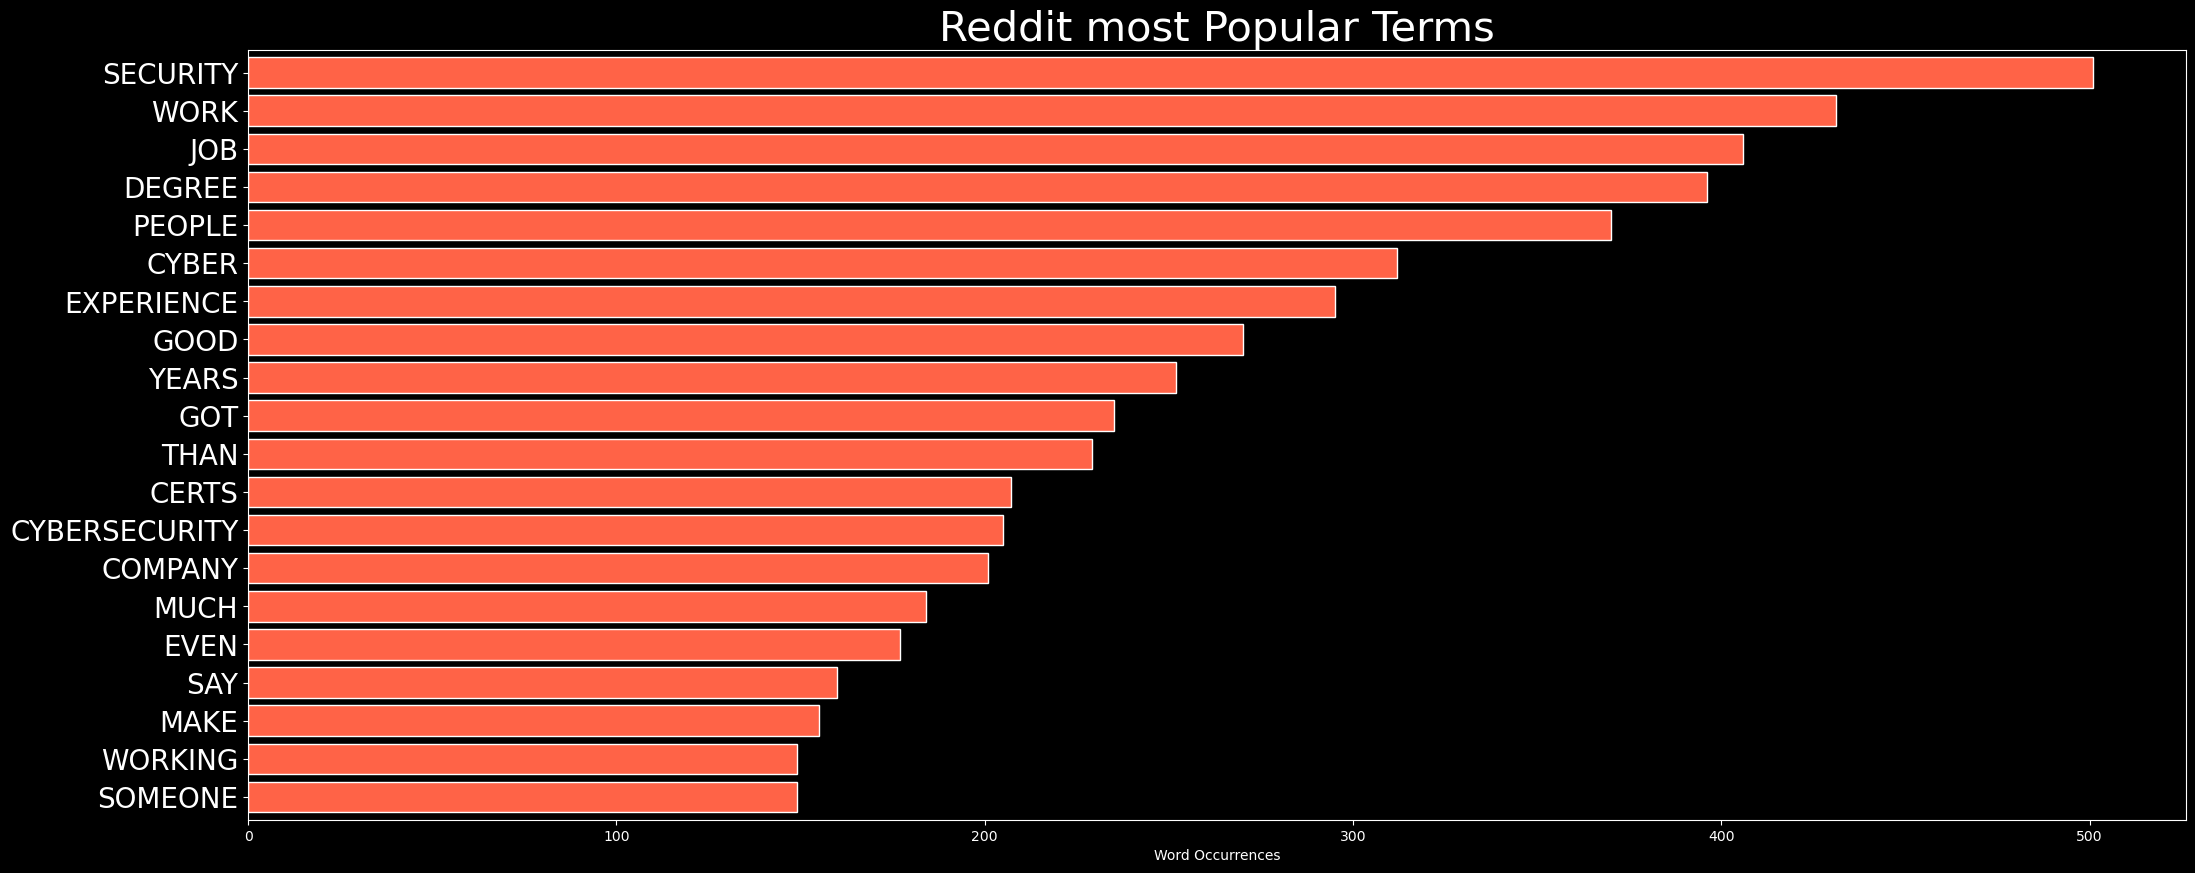 Reddit most Popular Terms
SECURITY
WORK
JOB
DEGREE
PEOPLE
CYBER
EXPERIENCE
GOOD
YEARS
GOT
THAN
CERTS
CYBERSECURITY
COMPANY
MUCH
EVEN
SAY
MAKE
WORKING
SOMEONE
0 100 200 300 400 500
Word Occurrences